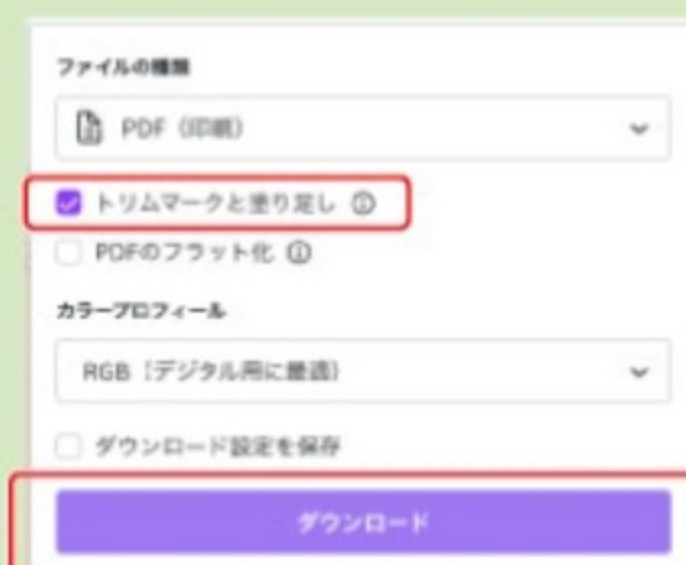 ファイルの種類
PDF（印刷）
トリムマークと塗り足し
PDFのフラット化
カラープロフィール
RGB（デジタル用に最適）
ダウンロード設定を保存
ダウンロード